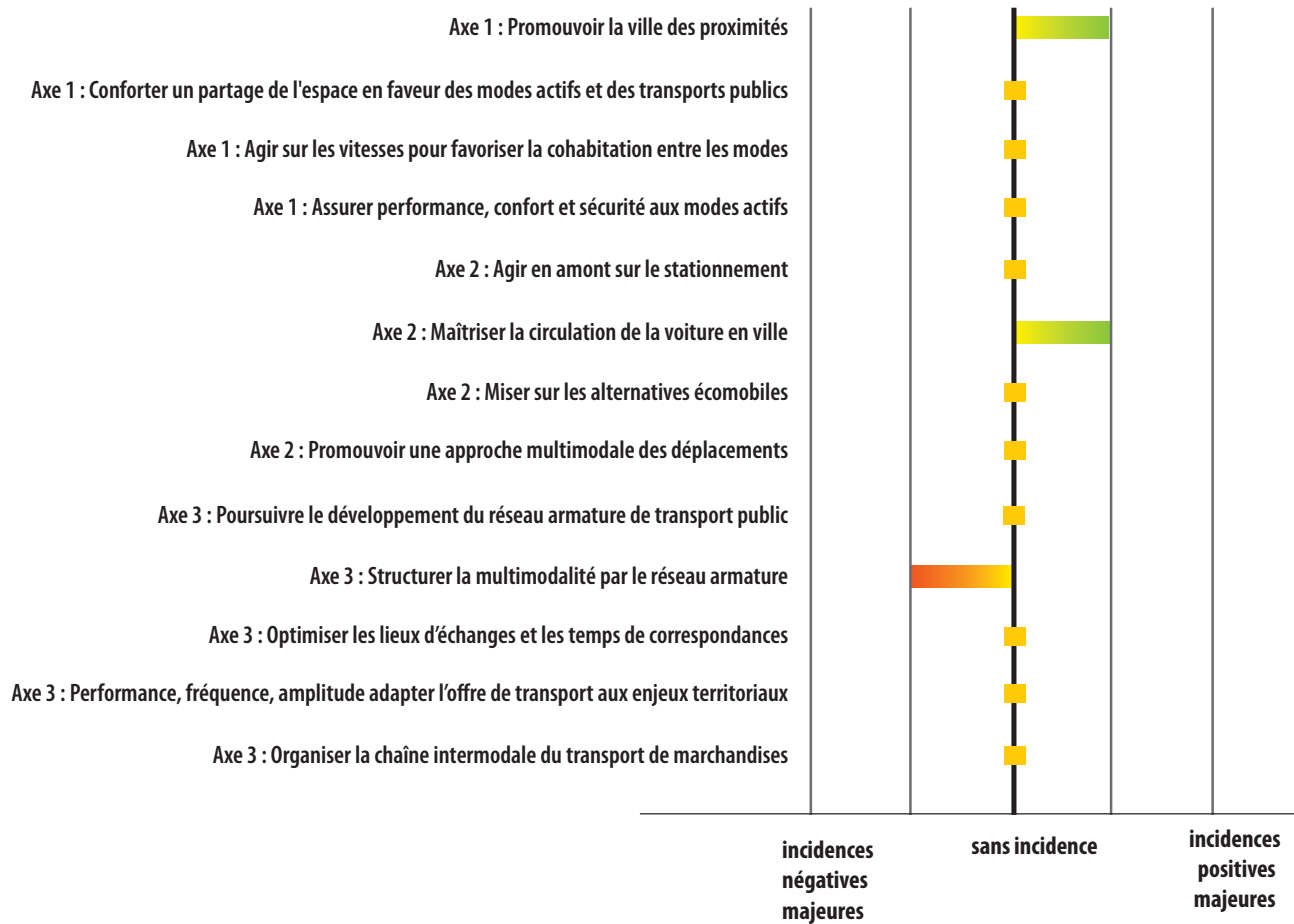 Axe 1 : Promouvoir la ville des proximités
Axe 1 : Conforter un partage de l'espace en faveur des modes actifs et des transports publics
Axe 1 : Agir sur les vitesses pour favoriser la cohabitation entre les modes
Axe 1 : Assurer performance, confort et sécurité aux modes actifs
Axe 2 : Agir en amont sur le stationnement
Axe 2 : Maîtriser la circulation de la voiture en ville
Axe 2 : Miser sur les alternatives écomobiles
Axe 2 : Promouvoir une approche multimodale des déplacements
Axe 3 : Poursuivre le développement du réseau armature de transport public
Axe 3 : Structurer la multimodalité par le réseau armature
Axe 3 : Optimiser les lieux d’échanges et les temps de correspondances
Axe 3 : Performance, fréquence, amplitude adapter l’offre de transport aux enjeux territoriaux
Axe 3 : Organiser la chaîne intermodale du transport de marchandises
incidences
négatives
majeures
sans incidence
incidences
positives
majeures